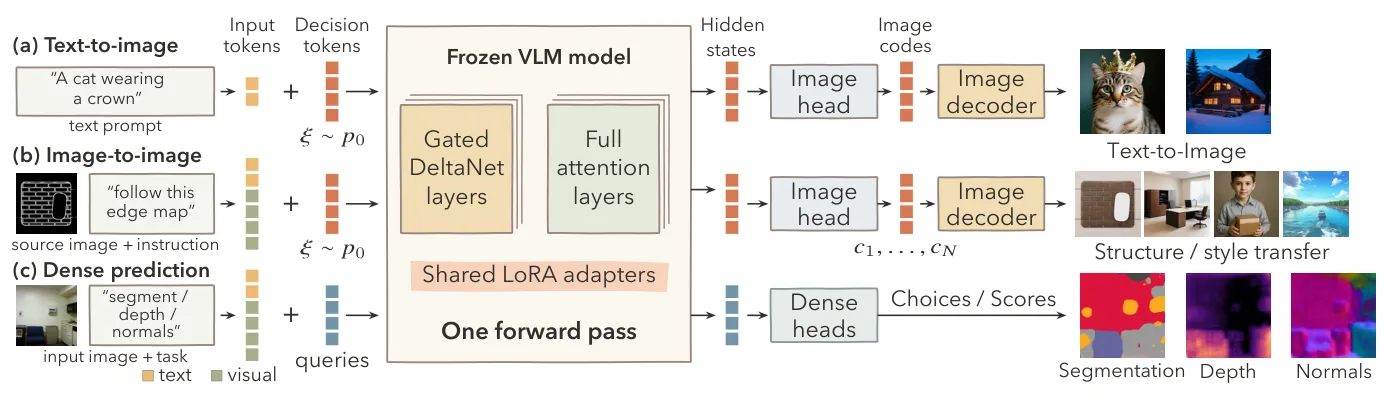 Input tokens
Decision tokens
Hidden states
Image codes
(a) Text-to-image
"A cat wearing
a crown"
text prompt
+
ξ ~ p₀
Frozen VLM model
Gated
DeltaNet
layers
Full
attention
layers
Shared LoRA adapters
One forward pass
Image
head
Image
decoder
Text-to-Image
(b) Image-to-image
"follow this
edge map"
source image + instruction
+
ξ ~ p₀
Image
head
c₁, . . . , c_N
Image
decoder
Structure / style transfer
(c) Dense prediction
"segment /
depth /
normals"
input image + task
+
queries
text
visual
Dense
heads
Choices / Scores
Segmentation
Depth
Normals